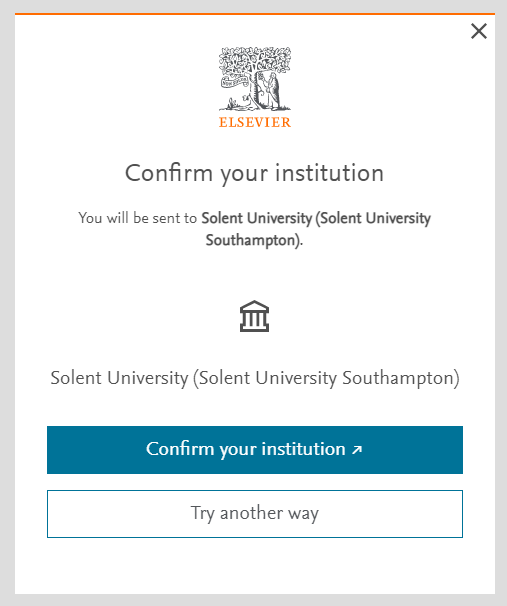 ELSEVIER
Confirm your institution
You will be sent to Solent University (Solent University
Southampton).
Solent University (Solent University Southampton)
Confirm your institution ↗
Try another way